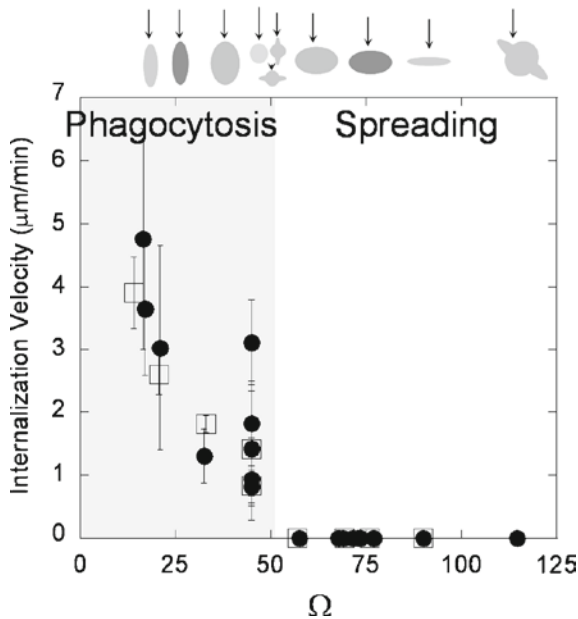 7
Phagocytosis Spreading
6
5
4
3
2
1
0
0 25 50 75 100 125
Internalization Velocity (μm/min)
Ω